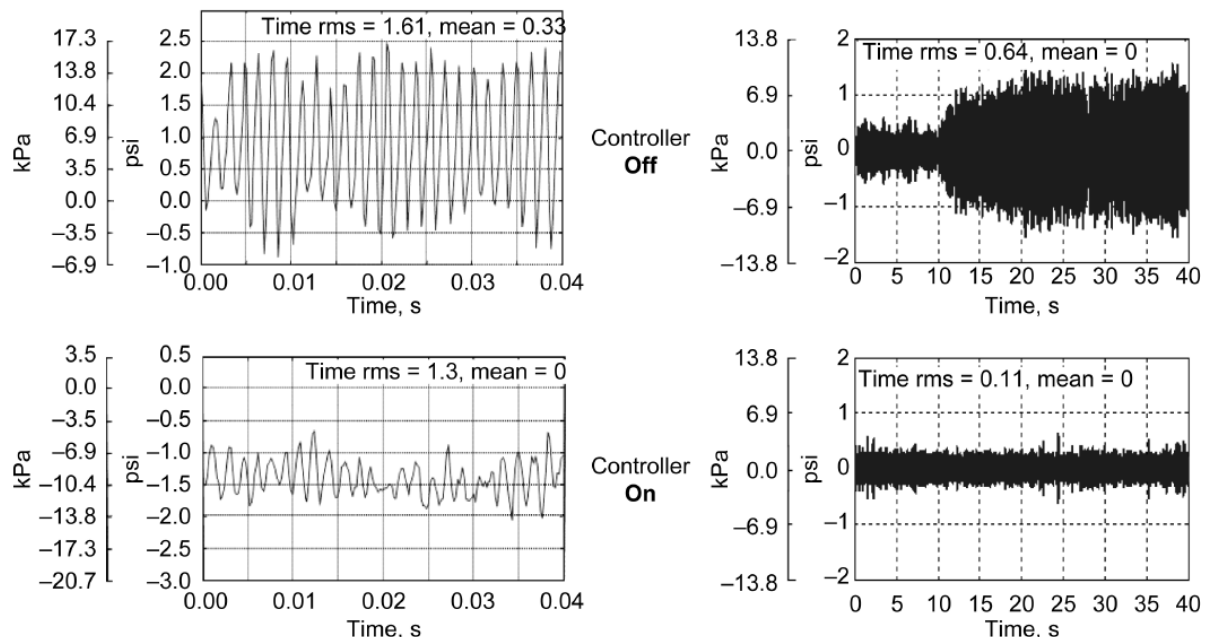 Time rms = 1.61, mean = 0.33
17.3
13.8
10.4
6.9
3.5
0.0
–3.5
–6.9
kPa
2.5
2.0
1.5
1.0
0.5
0.0
–0.5
–1.0
psi
0.00 0.01 0.02 0.03 0.04
Time, s
Controller
Off
Time rms = 0.64, mean = 0
13.8
6.9
0.0
–6.9
–13.8
kPa
2
1
0
–1
–2
psi
0 5 10 15 20 25 30 35 40
Time, s
Time rms = 1.3, mean = 0
3.5
0.0
–3.5
–6.9
–10.4
–13.8
–17.3
–20.7
kPa
0.5
0.0
–0.5
–1.0
–1.5
–2.0
–2.5
–3.0
psi
0.00 0.01 0.02 0.03 0.04
Time, s
Controller
On
Time rms = 0.11, mean = 0
13.8
6.9
0.0
–6.9
–13.8
kPa
2
1
0
–1
–2
psi
0 5 10 15 20 25 30 35 40
Time, s